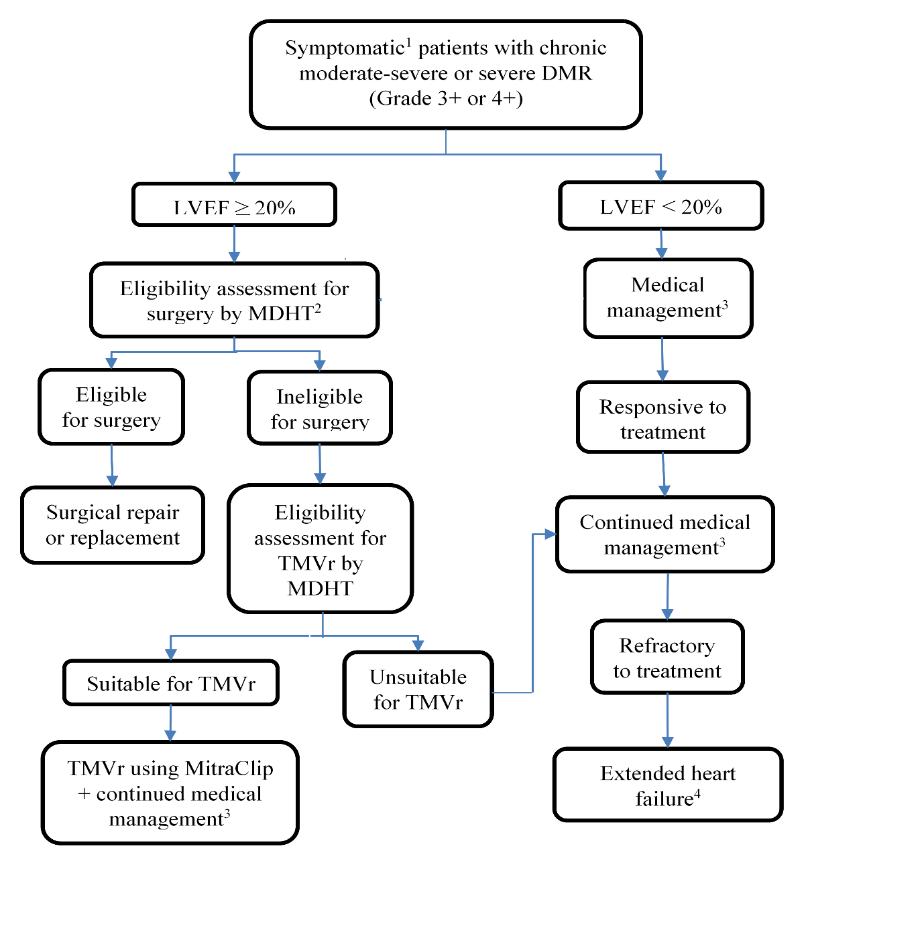 Symptomatic¹ patients with chronic
moderate-severe or severe DMR
(Grade 3+ or 4+)
LVEF ≥ 20%
LVEF < 20%
Eligibility assessment for
surgery by MDHT²
Medical
management³
Eligible
for surgery
Ineligible
for surgery
Responsive to
treatment
Surgical repair
or replacement
Eligibility
assessment for
TMVr by
MDHT
Continued medical
management³
Suitable for TMVr
Unsuitable
for TMVr
Refractory
to treatment
TMVr using MitraClip
+ continued medical
management³
Extended heart
failure⁴